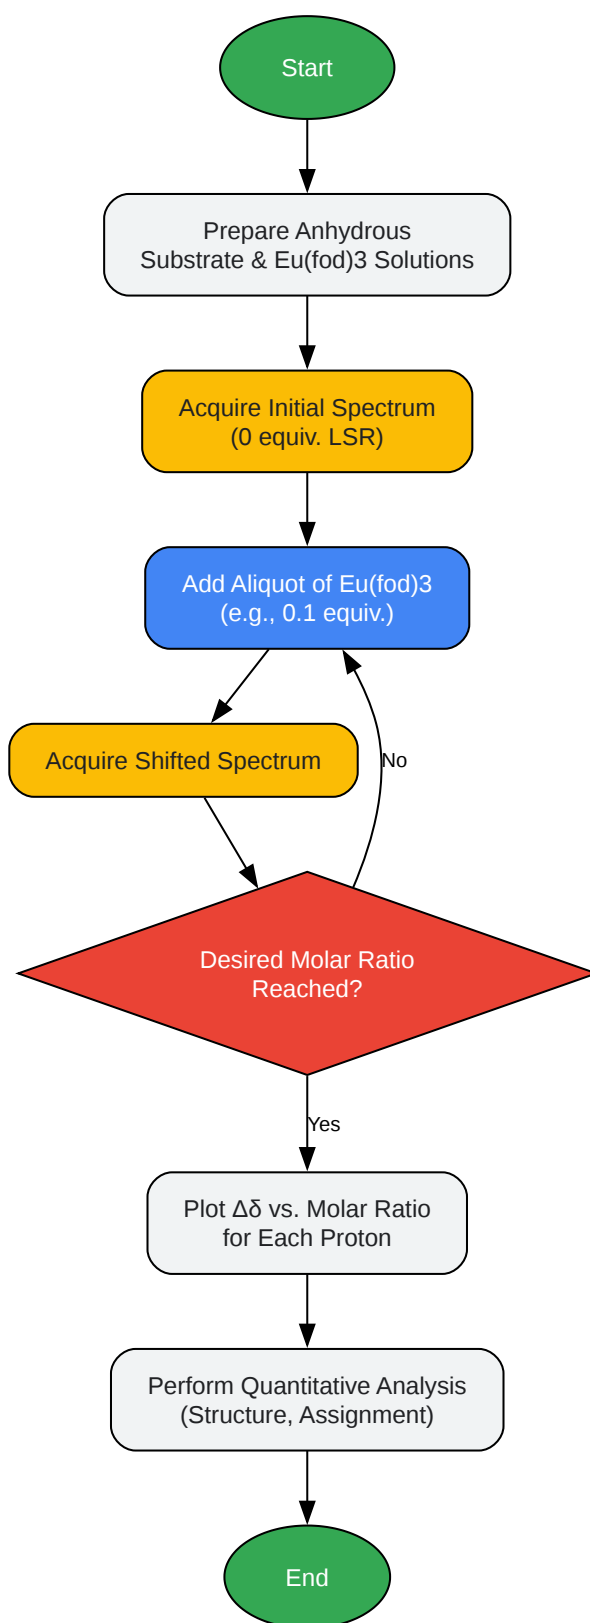 Start
Prepare Anhydrous
Substrate & Eu(fod)3 Solutions
Acquire Initial Spectrum
(0 equiv. LSR)
Add Aliquot of Eu(fod)3
(e.g., 0.1 equiv.)
Acquire Shifted Spectrum
No
Desired Molar Ratio
Reached?
Yes
Plot Δδ vs. Molar Ratio
for Each Proton
Perform Quantitative Analysis
(Structure, Assignment)
End